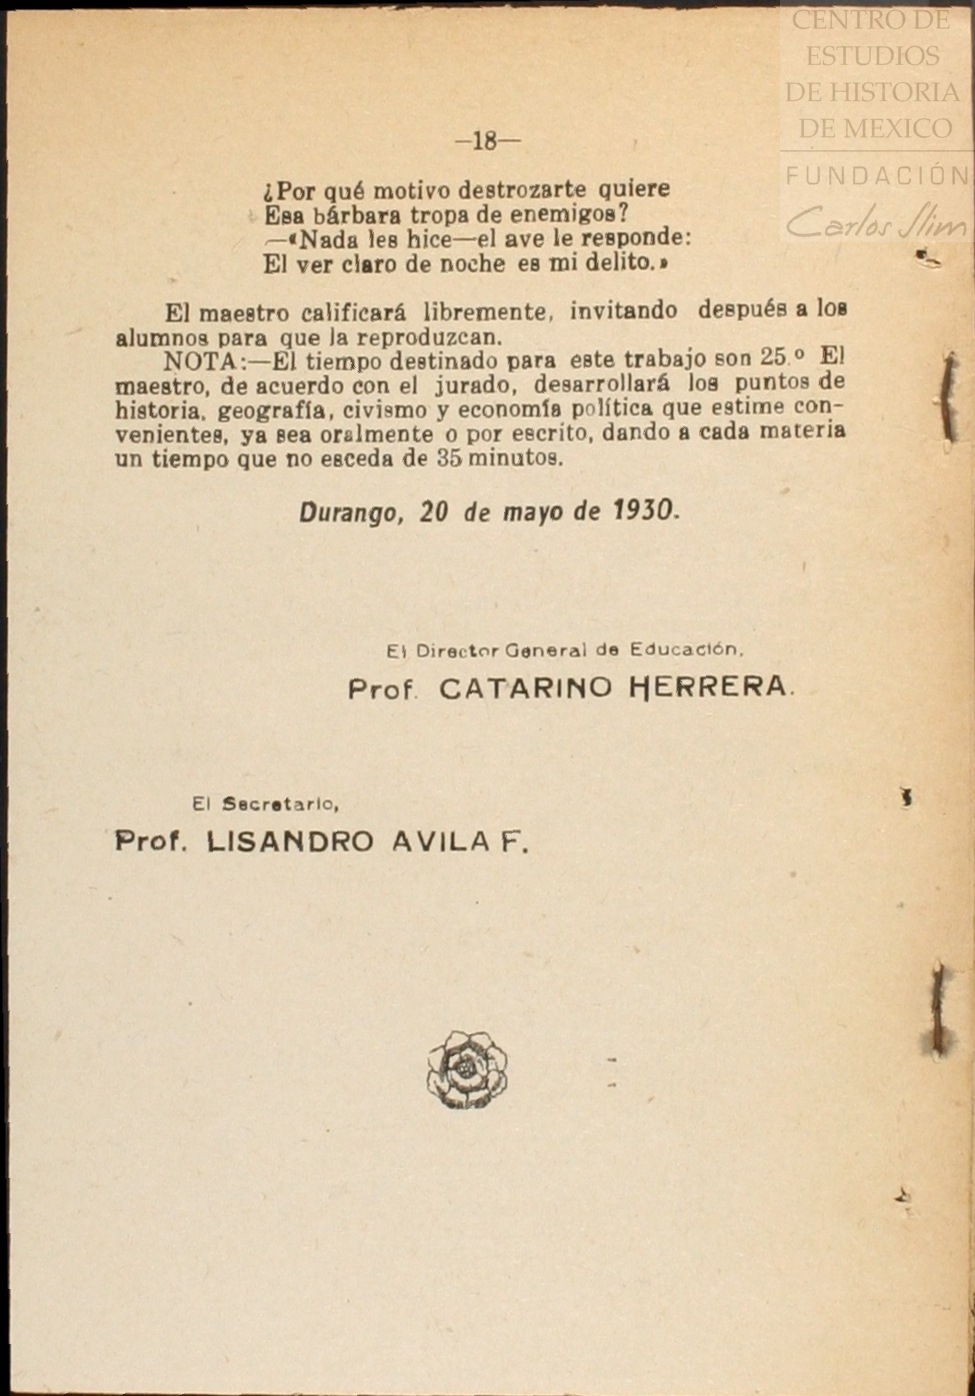 CENTRO DE
ESTUDIOS
DE HISTORIA
DE MEXICO
FUNDACIÓN
Carlos Slim
—18—
¿Por qué motivo destrozarte quiere
Esa bárbara tropa de enemigos?
—«Nada les hice—el ave le responde:
El ver claro de noche es mi delito.»
El maestro calificará libremente, invitando después a los
alumnos para que la reproduzcan.
NOTA:—El tiempo destinado para este trabajo son 25.º El
maestro, de acuerdo con el jurado, desarrollará los puntos de
historia, geografía, civismo y economía política que estime con-
venientes, ya sea oralmente o por escrito, dando a cada materia
un tiempo que no esceda de 35 minutos.
Durango, 20 de mayo de 1930.
El Director General de Educación,
Prof. CATARINO HERRERA.
El Secretario,
Prof. LISANDRO AVILA F.